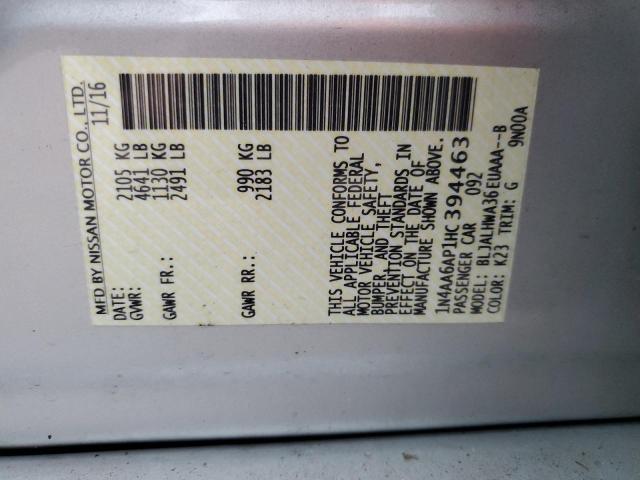 MFD BY NISSAN MOTOR CO., LTD.
DATE: 11/16
GVWR: 2105 KG
4641 LB
GAWR FR: 1130 KG
2491 LB
GAWR RR: 990 KG
2183 LB
THIS VEHICLE CONFORMS TO
ALL APPLICABLE FEDERAL
MOTOR VEHICLE SAFETY,
BUMPER, AND THEFT
PREVENTION STANDARDS IN
EFFECT ON THE DATE OF
MANUFACTURE SHOWN ABOVE.
1N4AA6AP1HC394463
PASSENGER CAR 092
MODEL: BLJALHWA36EUAAA--B
COLOR: K23 TRIM: G 9N00A